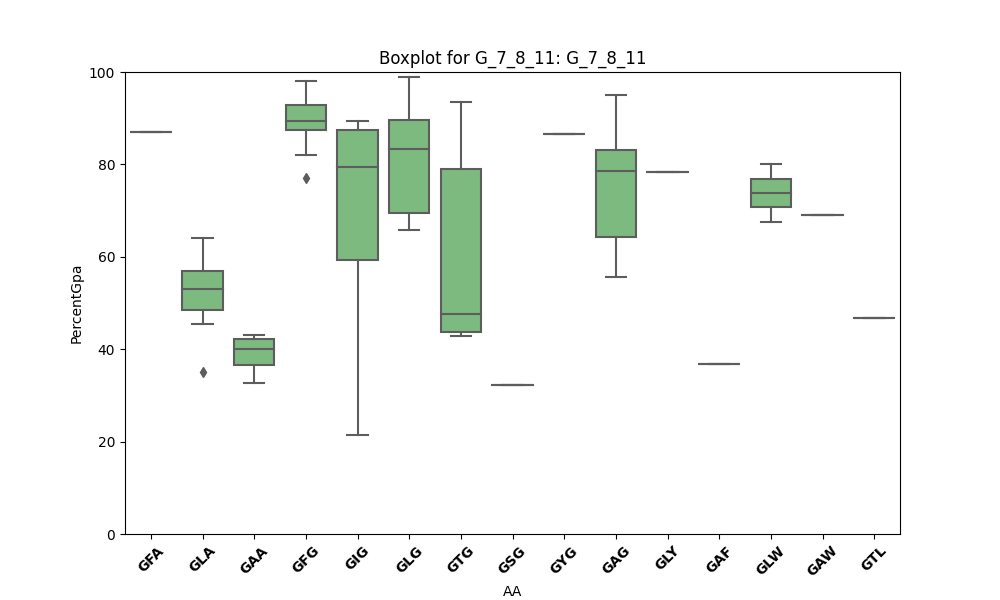 Boxplot for G_7_8_11: G_7_8_11
100
80
60
40
20
0
PercentGpa
GFA GLA GAA GFG GIG GLG GTG GSG GYG GAG GLY GAF GLW GAW GTL
AA